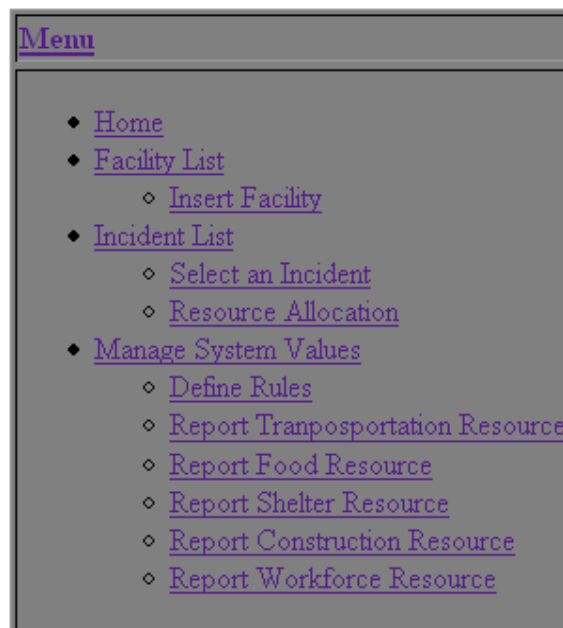 Menu
Home
Facility List
Insert Facility
Incident List
Select an Incident
Resource Allocation
Manage System Values
Define Rules
Report Tranposportation Resource
Report Food Resource
Report Shelter Resource
Report Construction Resource
Report Workforce Resource